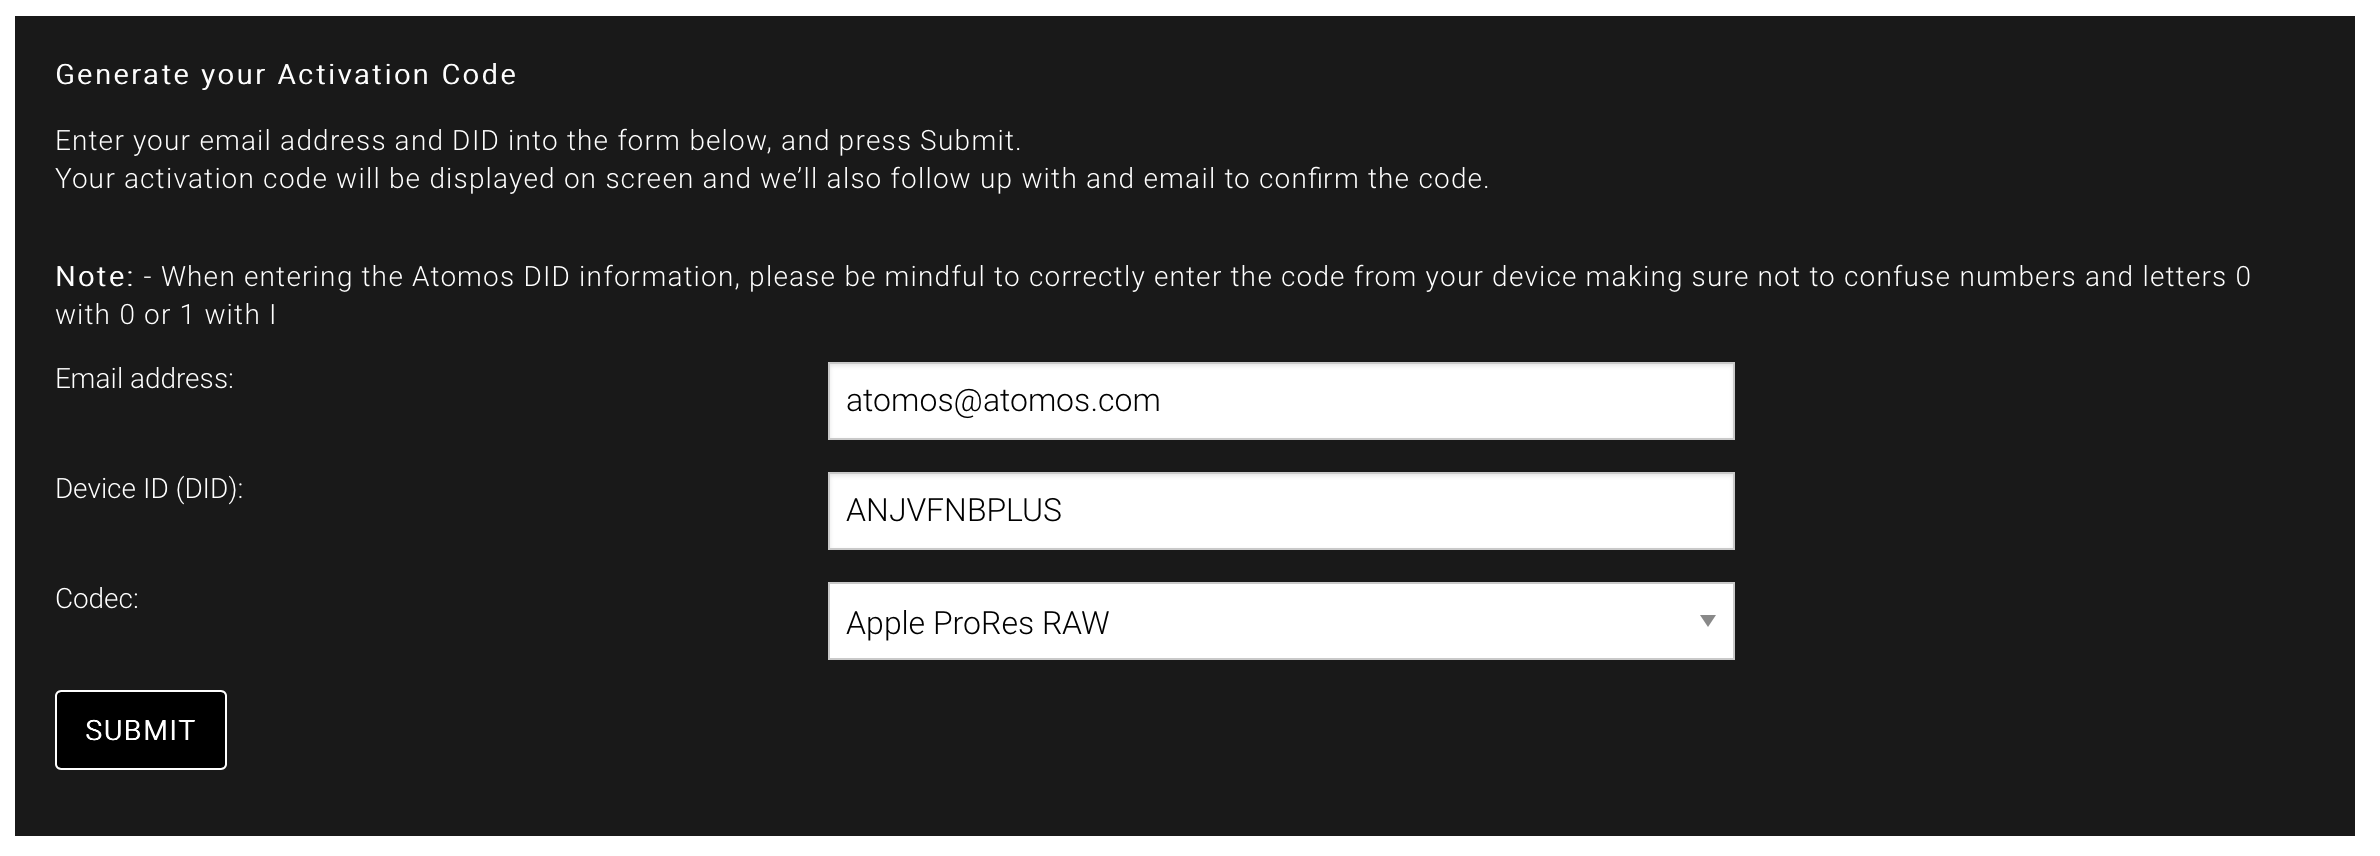 Generate your Activation Code
Enter your email address and DID into the form below, and press Submit.
Your activation code will be displayed on screen and we’ll also follow up with and email to confirm the code.
Note: - When entering the Atomos DID information, please be mindful to correctly enter the code from your device making sure not to confuse numbers and letters 0
with 0 or 1 with I
Email address:
atomos@atomos.com
Device ID (DID):
ANJVFNBPLUS
Codec:
Apple ProRes RAW
SUBMIT